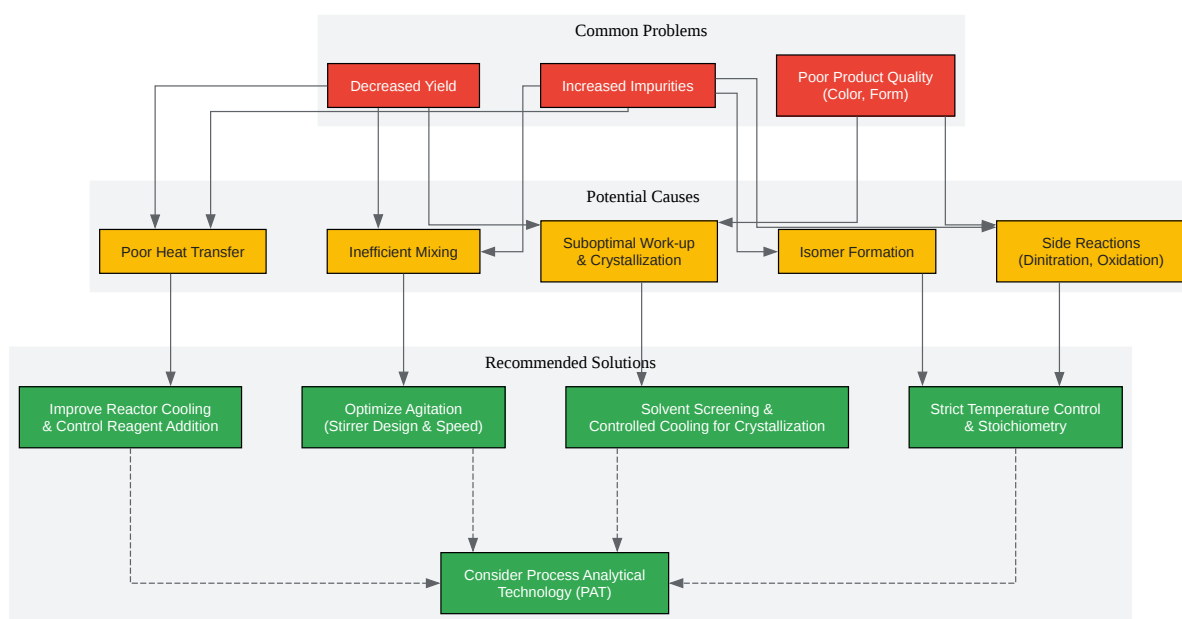 Common Problems
Decreased Yield
Increased Impurities
Poor Product Quality
(Color, Form)
Potential Causes
Poor Heat Transfer
Inefficient Mixing
Suboptimal Work-up
& Crystallization
Isomer Formation
Side Reactions
(Dinitration, Oxidation)
Recommended Solutions
Improve Reactor Cooling
& Control Reagent Addition
Optimize Agitation
(Stirrer Design & Speed)
Solvent Screening &
Controlled Cooling for Crystallization
Strict Temperature Control
& Stoichiometry
Consider Process Analytical
Technology (PAT)